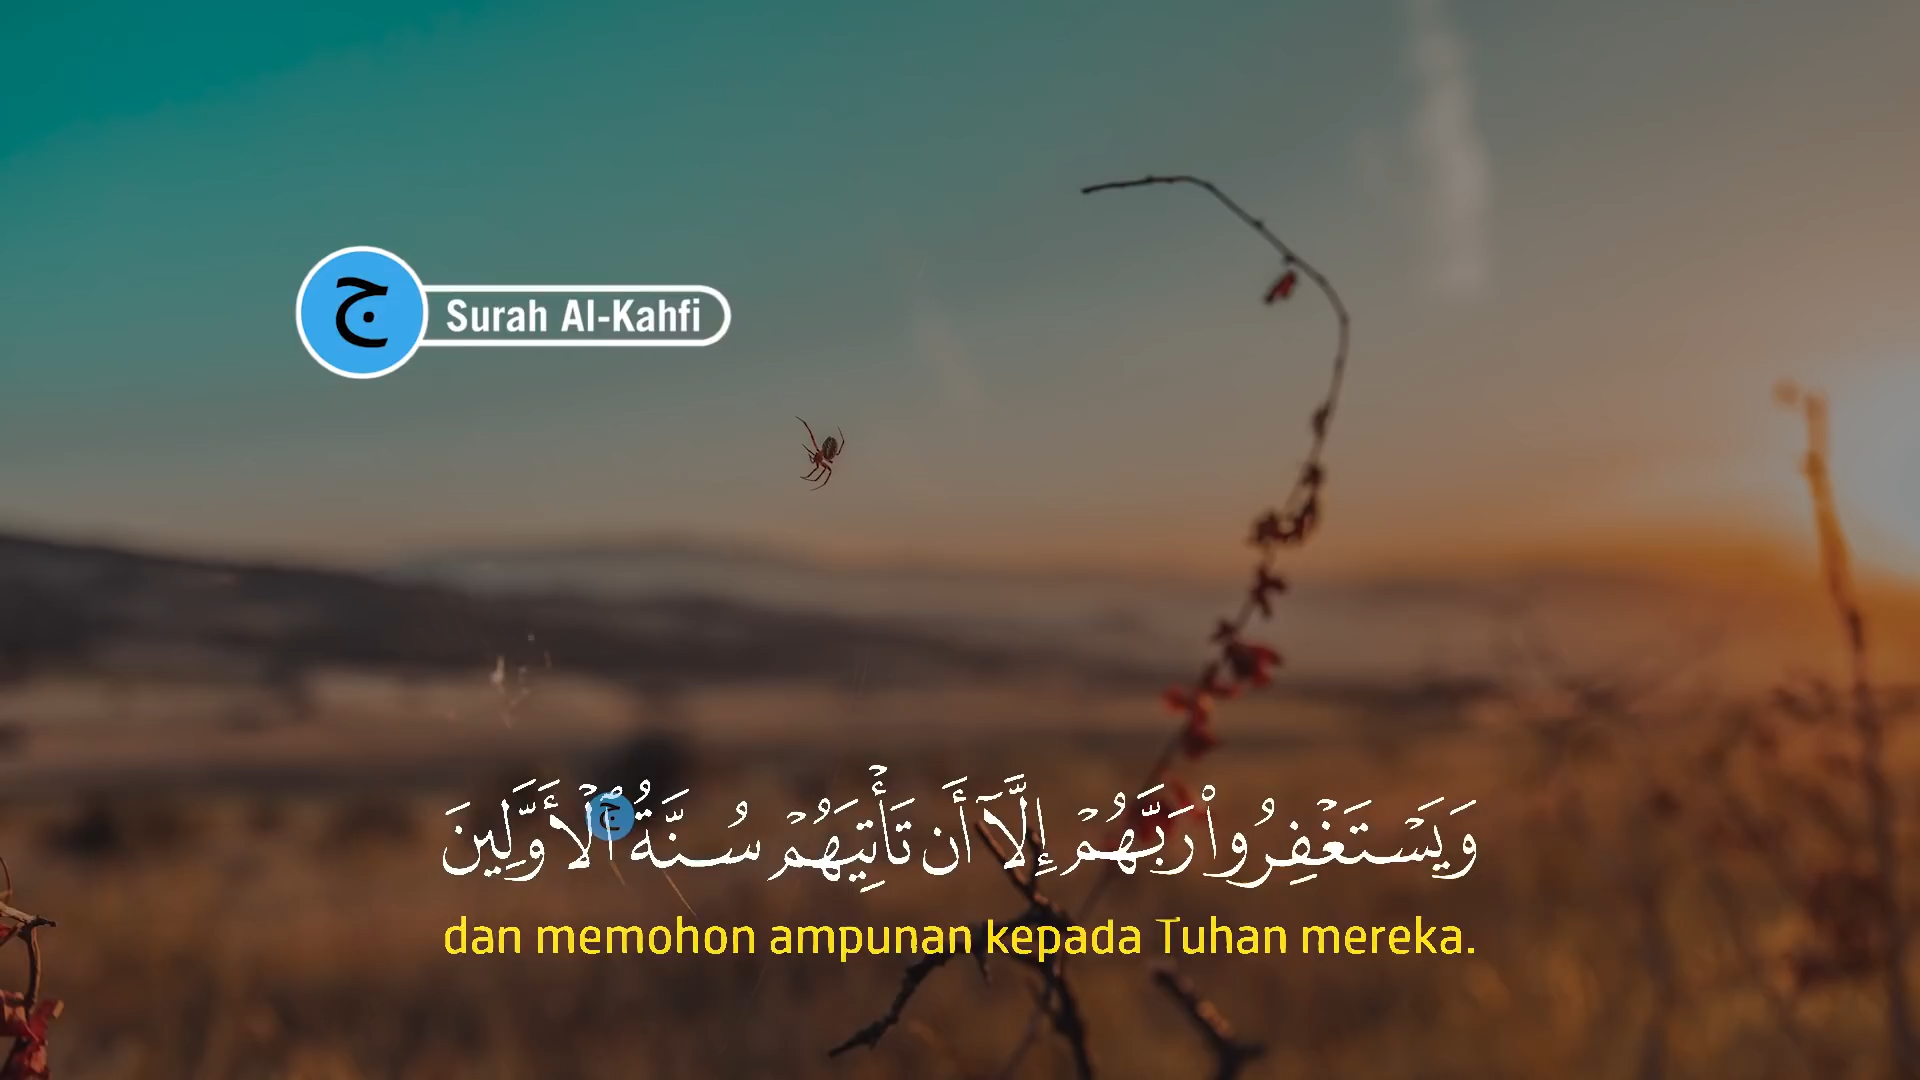 ج
Surah Al-Kahfi
وَيَسْتَغْفِرُوا۟ رَبَّهُمْ إِلَّآ أَن تَأْتِيَهُمْ سُنَّةُ ٱلْأَوَّلِينَ
ج
dan memohon ampunan kepada Tuhan mereka.